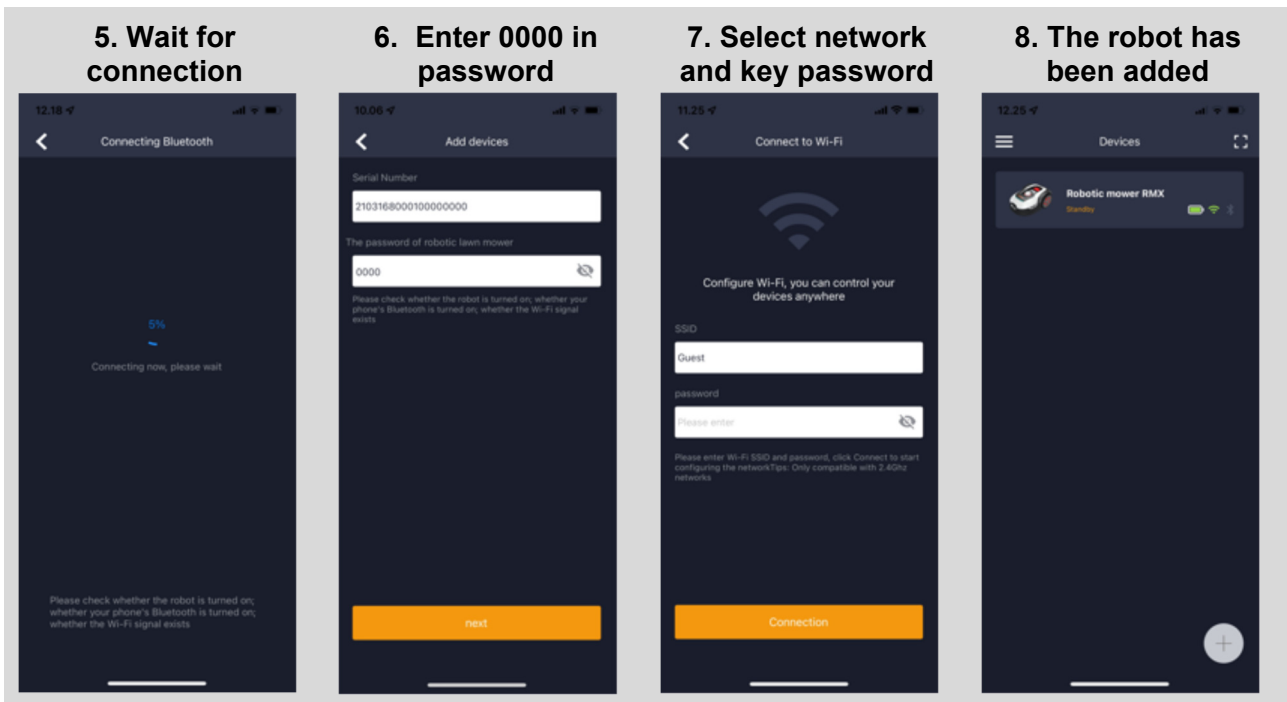 5. Wait for
connection
6. Enter 0000 in
password
7. Select network
and key password
8. The robot has
been added
12.18
Connecting Bluetooth
5%
Connecting now, please wait
Please check whether the robot is turned on;
whether your phone's Bluetooth is turned on;
whether the Wi-Fi signal exists
10.06
Add devices
Serial Number
2103168000100000000
The password of robotic lawn mower
0000
Please check whether the robot is turned on; whether your
phone's Bluetooth is turned on; whether the Wi-Fi signal
exists
next
11.25
Connect to Wi-Fi
Configure Wi-Fi, you can control your
devices anywhere
SSID
Guest
password
Please enter
Please enter Wi-Fi SSID and password, click Connect to start
configuring the networkTips: Only compatible with 2.4Ghz
networks
Connection
12.25
Devices
Robotic mower RMX
Standby